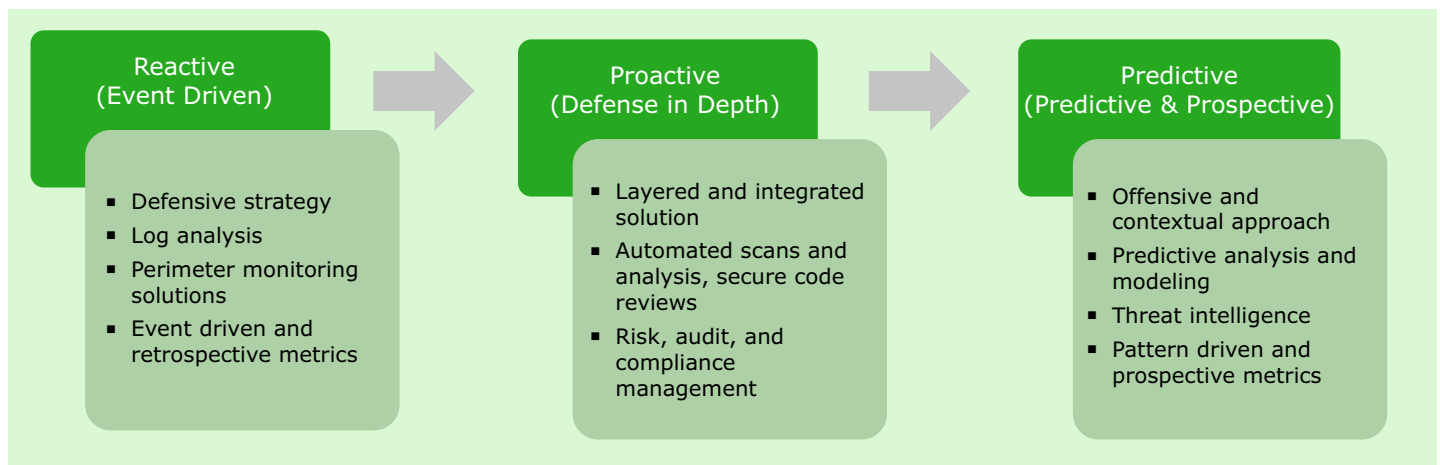 Reactive
(Event Driven)
▪ Defensive strategy
▪ Log analysis
▪ Perimeter monitoring
solutions
▪ Event driven and
retrospective metrics
Proactive
(Defense in Depth)
▪ Layered and integrated
solution
▪ Automated scans and
analysis, secure code
reviews
▪ Risk, audit, and
compliance
management
Predictive
(Predictive & Prospective)
▪ Offensive and
contextual approach
▪ Predictive analysis and
modeling
▪ Threat intelligence
▪ Pattern driven and
prospective metrics